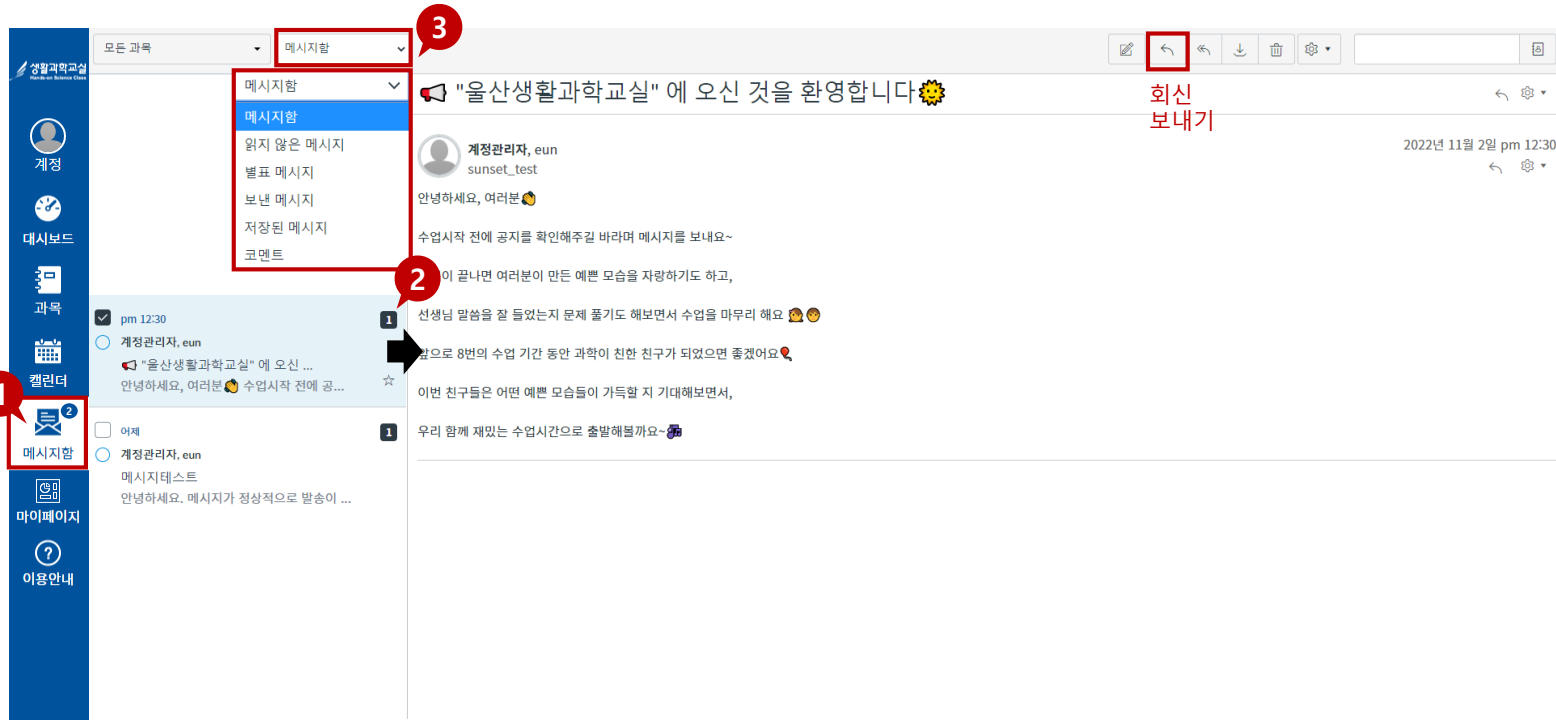 3
모든 과목
메시지함
생활과학교실
Hands-on Science Class
메시지함
메시지함
읽지 않은 메시지
별표 메시지
보낸 메시지
저장된 메시지
코멘트
📢 "울산생활과학교실" 에 오신 것을 환영합니다🌞
회신
보내기
계정
계정관리자, eun
sunset_test
2022년 11월 2일 pm 12:30
안녕하세요, 여러분👏
대시보드
수업시작 전에 공지를 확인해주길 바라며 메시지를 보내요~
2
이 끝나면 여러분이 만든 예쁜 모습을 자랑하기도 하고,
과목
pm 12:30
1
선생님 말씀을 잘 들었는지 문제 풀기도 해보면서 수업을 마무리 해요 👩👨
계정관리자, eun
📢 "울산생활과학교실" 에 오신 ...
앞으로 8번의 수업 기간 동안 과학이 친한 친구가 되었으면 좋겠어요🎈
안녕하세요, 여러분👏 수업시작 전에 공...
캘린더
이번 친구들은 어떤 예쁜 모습들이 가득할 지 기대해보면서,
1
2
메시지함
어제
1
우리 함께 재밌는 수업시간으로 출발해볼까요~🎆
계정관리자, eun
메시지테스트
안녕하세요. 메시지가 정상적으로 발송이 ...
마이페이지
?
이용안내